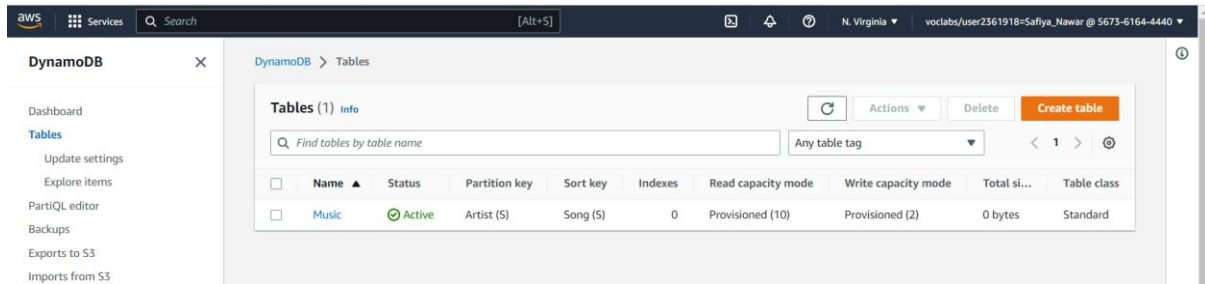 aws Services Search [Alt+S] N. Virginia voclabs/user2361918=Safiya_Nawar @ 5673-6164-4440
DynamoDB
Dashboard
Tables
Update settings
Explore items
PartiQL editor
Backups
Exports to S3
Imports from S3
DynamoDB > Tables
Tables (1) Info Actions Delete Create table
Find tables by table name Any table tag 1
Name Status Partition key Sort key Indexes Read capacity mode Write capacity mode Total si... Table class
Music Active Artist (S) Song (S) 0 Provisioned (10) Provisioned (2) 0 bytes Standard